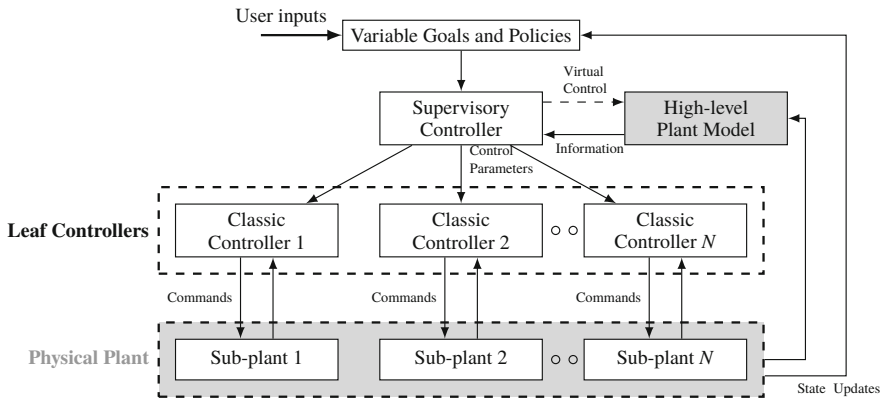 User inputs
Variable Goals and Policies
Virtual
Control
Supervisory
Controller
High-level
Plant Model
Information
Control
Parameters
Leaf Controllers
Classic
Controller 1
Classic
Controller 2
Classic
Controller N
Commands
Commands
Commands
Physical Plant
Sub-plant 1
Sub-plant 2
Sub-plant N
State Updates